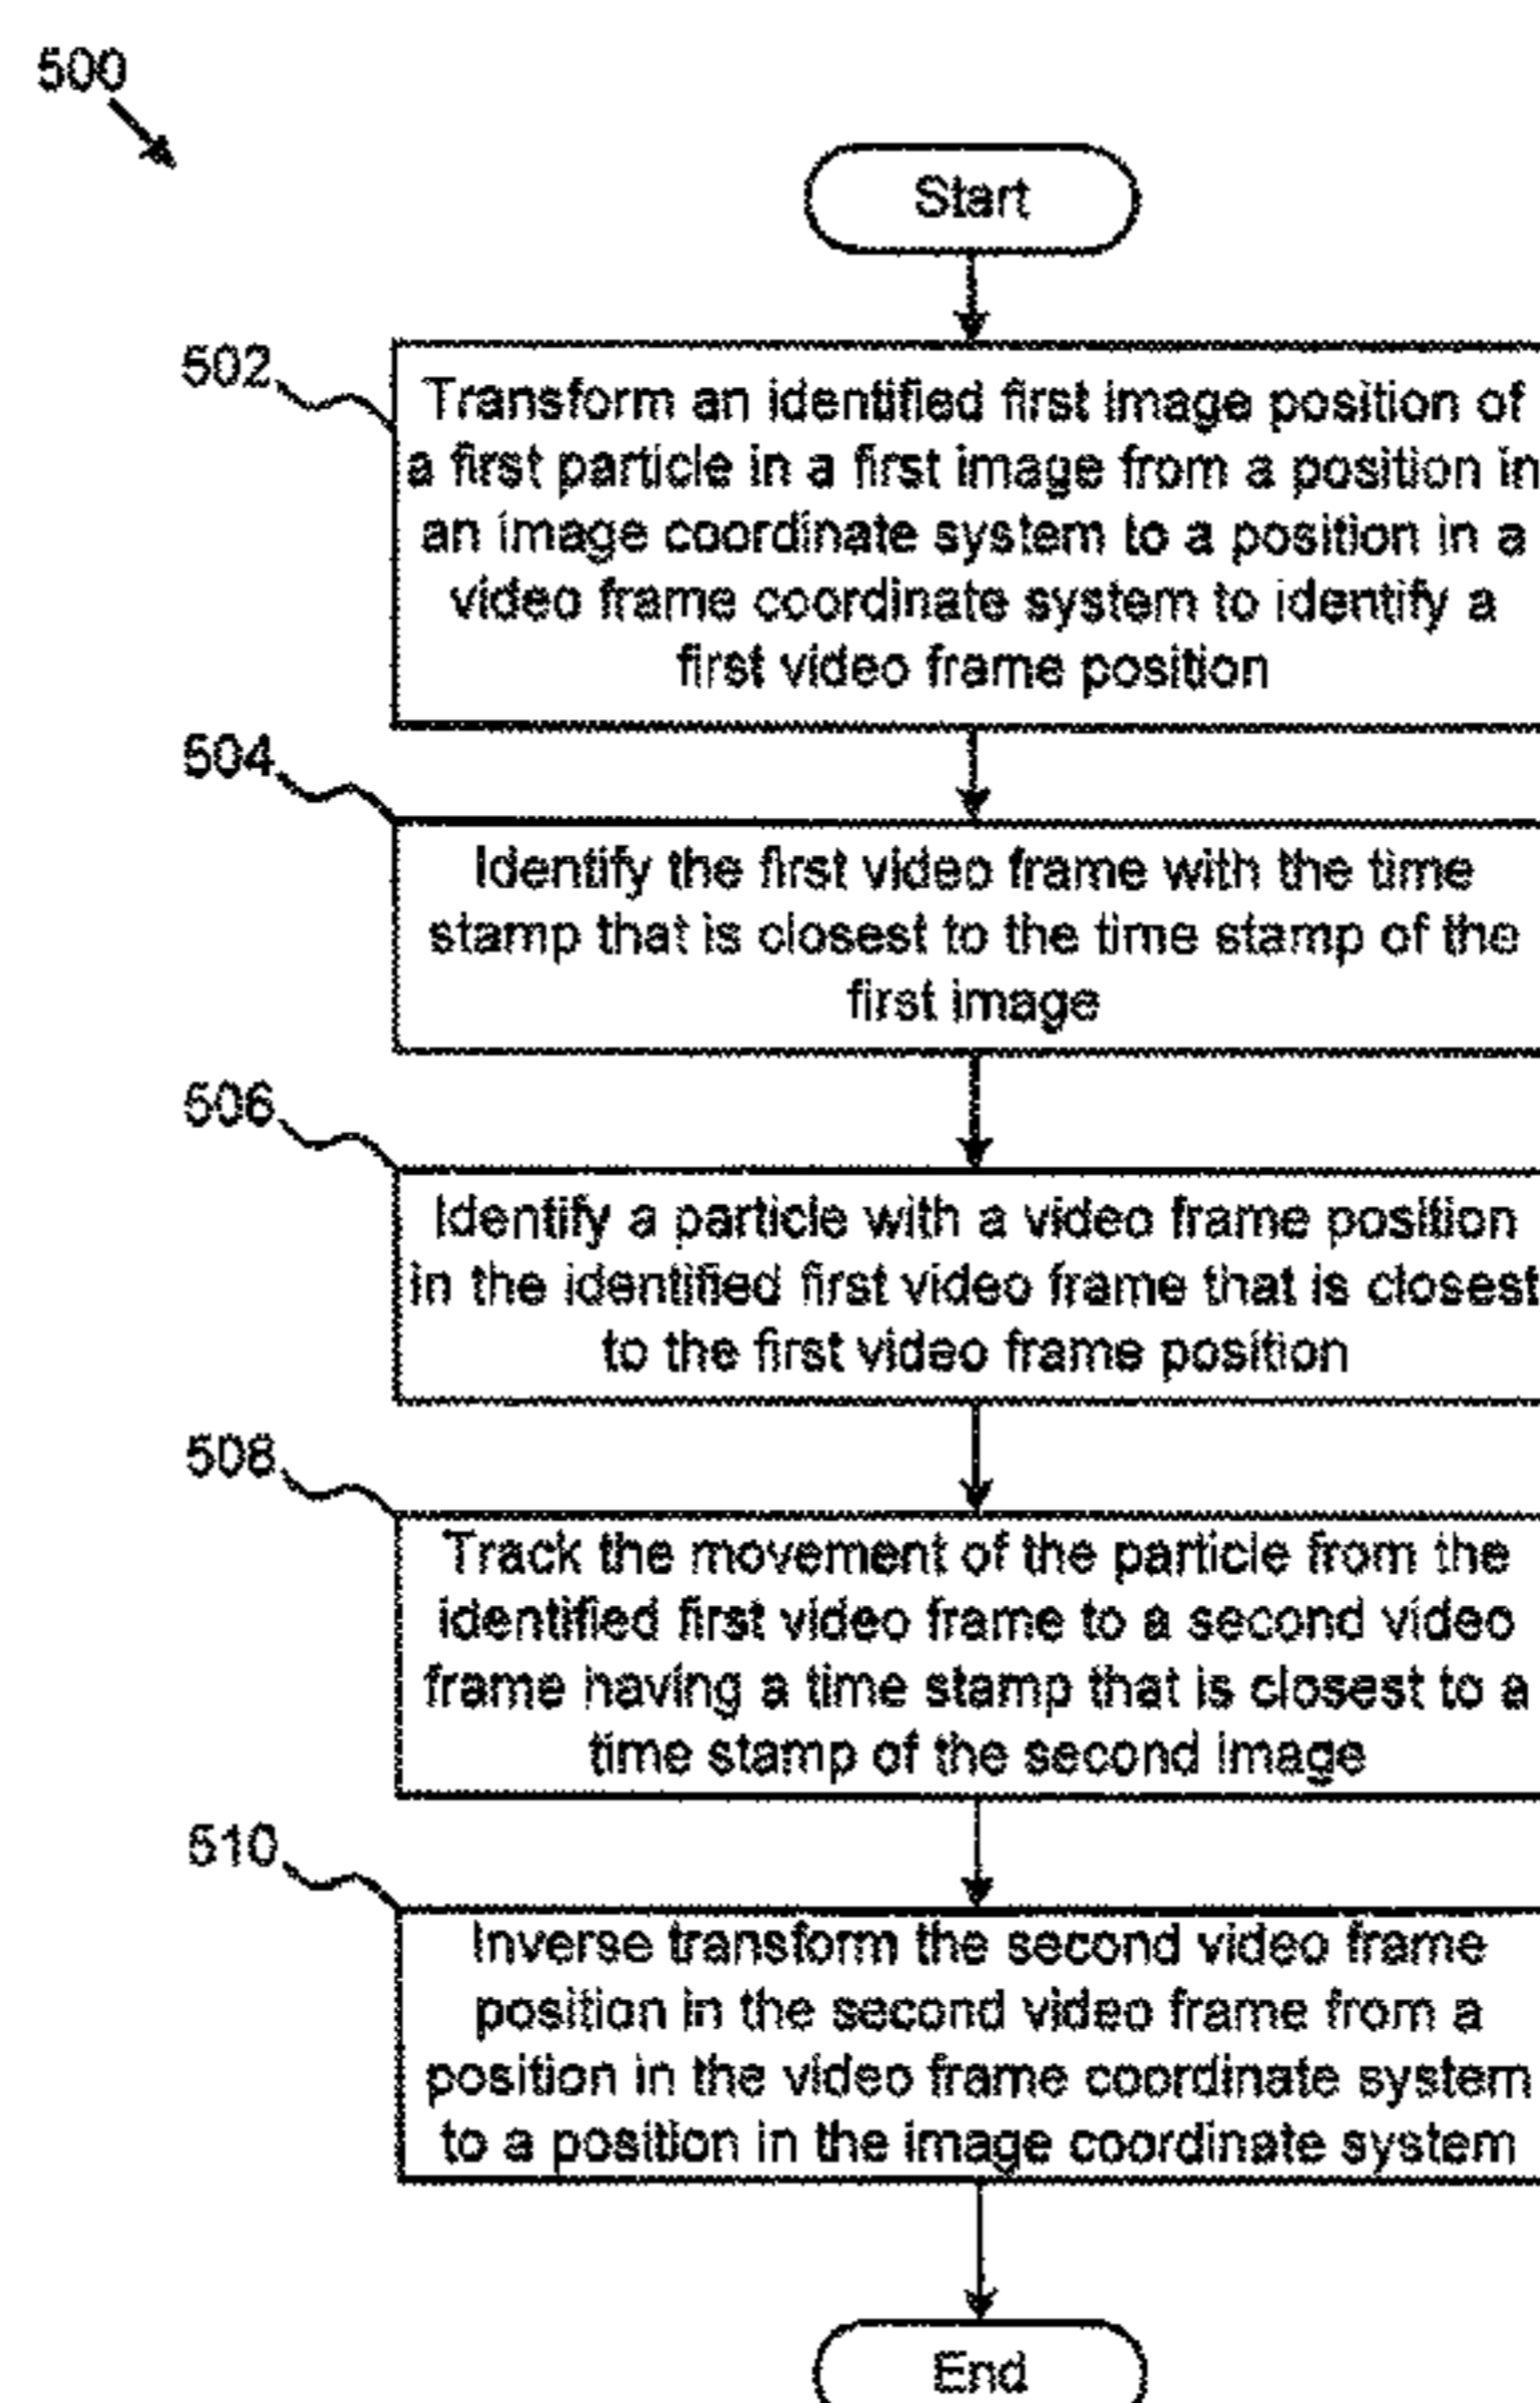 500
Start
502
Transform an identified first image position of
a first particle in a first image from a position in
an image coordinate system to a position in a
video frame coordinate system to identify a
first video frame position
504
Identify the first video frame with the time
stamp that is closest to the time stamp of the
first image
506
Identify a particle with a video frame position
in the identified first video frame that is closest
to the first video frame position
508
Track the movement of the particle from the
identified first video frame to a second video
frame having a time stamp that is closest to a
time stamp of the second image
510
Inverse transform the second video frame
position in the second video frame from a
position in the video frame coordinate system
to a position in the image coordinate system
End